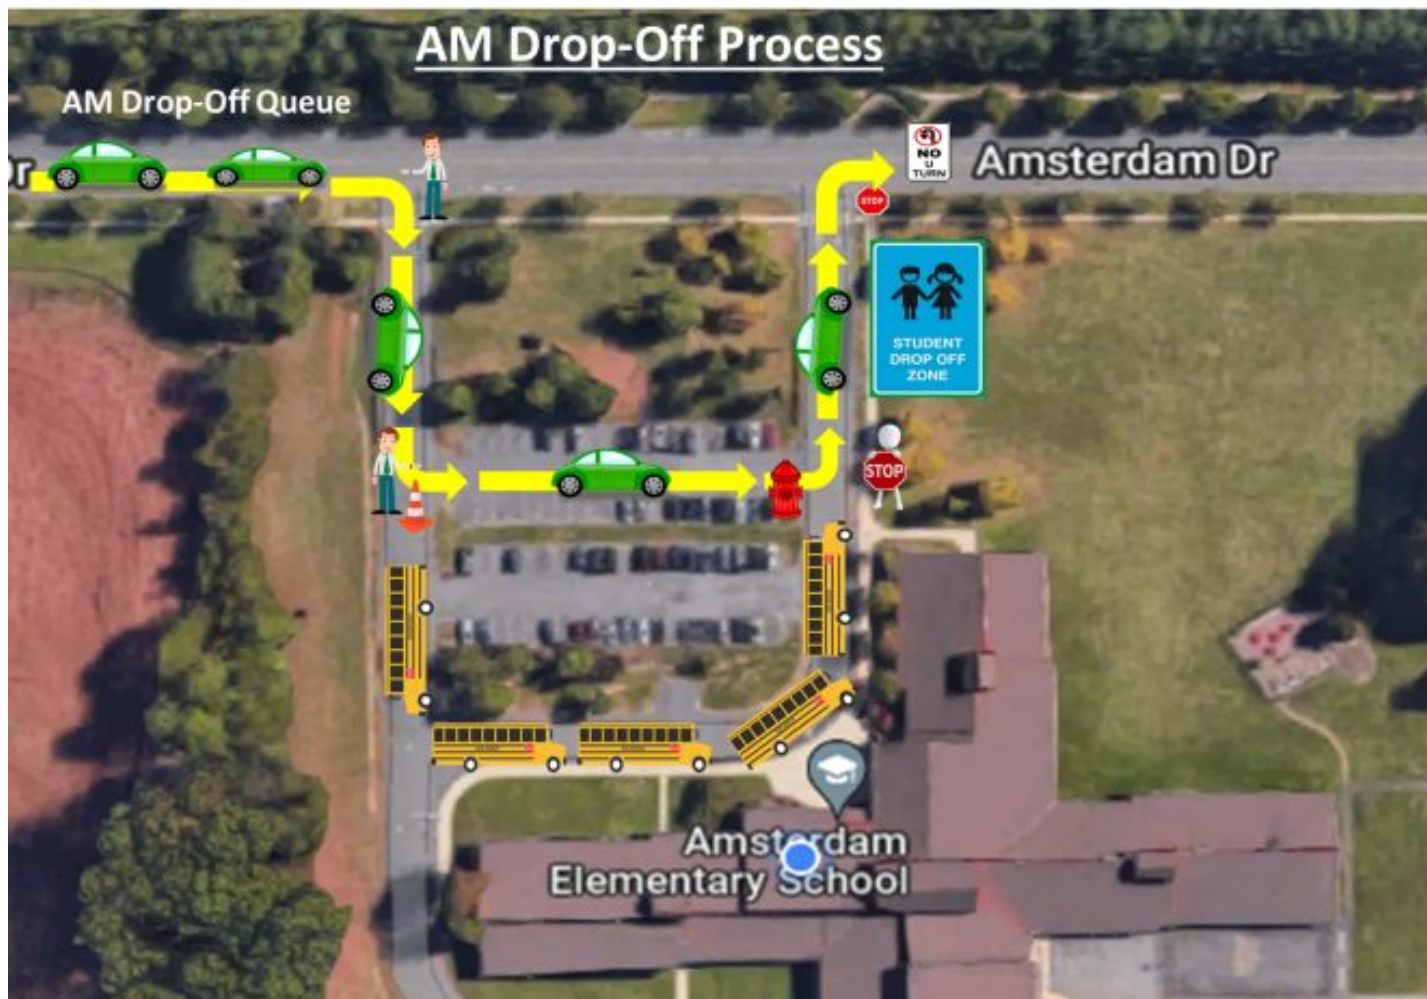 AM Drop-Off Process
AM Drop-Off Queue
Dr
NO
U
TURN
Amsterdam Dr
STOP
STUDENT
DROP OFF
ZONE
STOP
Amsterdam
Elementary School